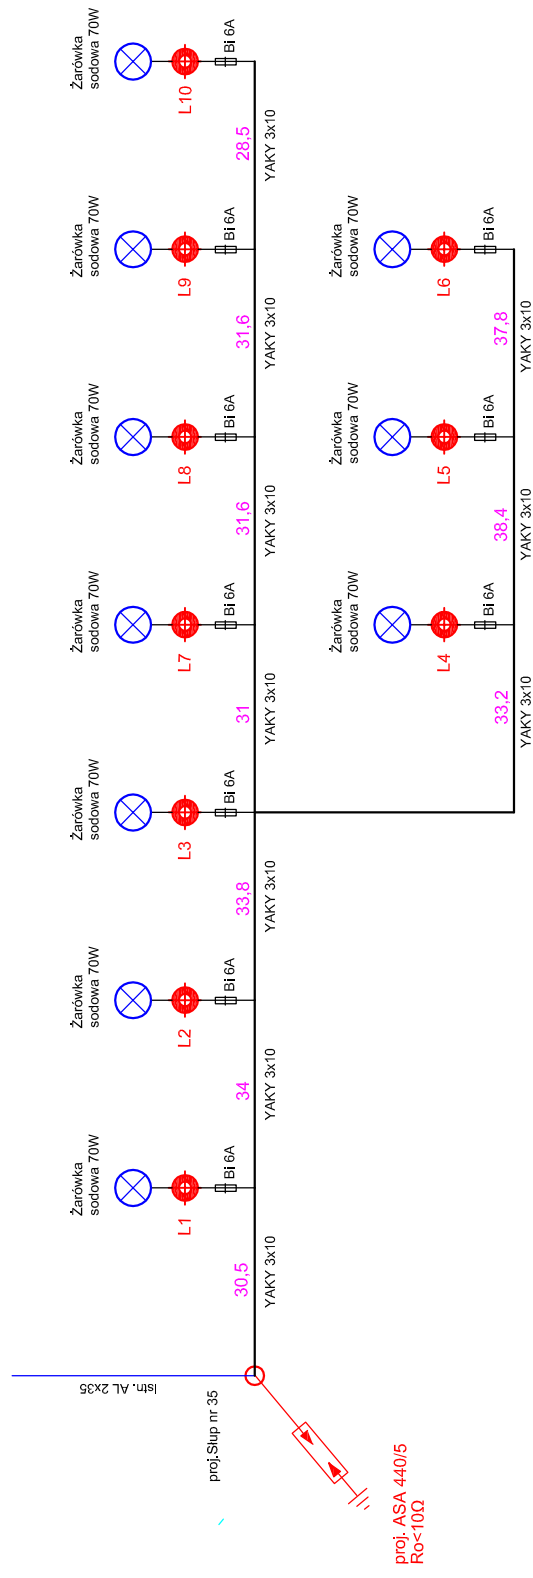 Istn. AL 2x35
proj.Słup nr 35
proj. ASA 440/5
Ro<10Ω
30,5
YAKY 3x10
Żarówka
sodowa 70W
L1
Bi 6A
34
YAKY 3x10
Żarówka
sodowa 70W
L2
Bi 6A
33,8
YAKY 3x10
Żarówka
sodowa 70W
L3
Bi 6A
31
YAKY 3x10
Żarówka
sodowa 70W
L7
Bi 6A
31,6
YAKY 3x10
Żarówka
sodowa 70W
L8
Bi 6A
31,6
YAKY 3x10
Żarówka
sodowa 70W
L9
Bi 6A
28,5
YAKY 3x10
Żarówka
sodowa 70W
L10
Bi 6A
33,2
YAKY 3x10
Żarówka
sodowa 70W
L4
Bi 6A
38,4
YAKY 3x10
Żarówka
sodowa 70W
L5
Bi 6A
37,8
YAKY 3x10
Żarówka
sodowa 70W
L6
Bi 6A